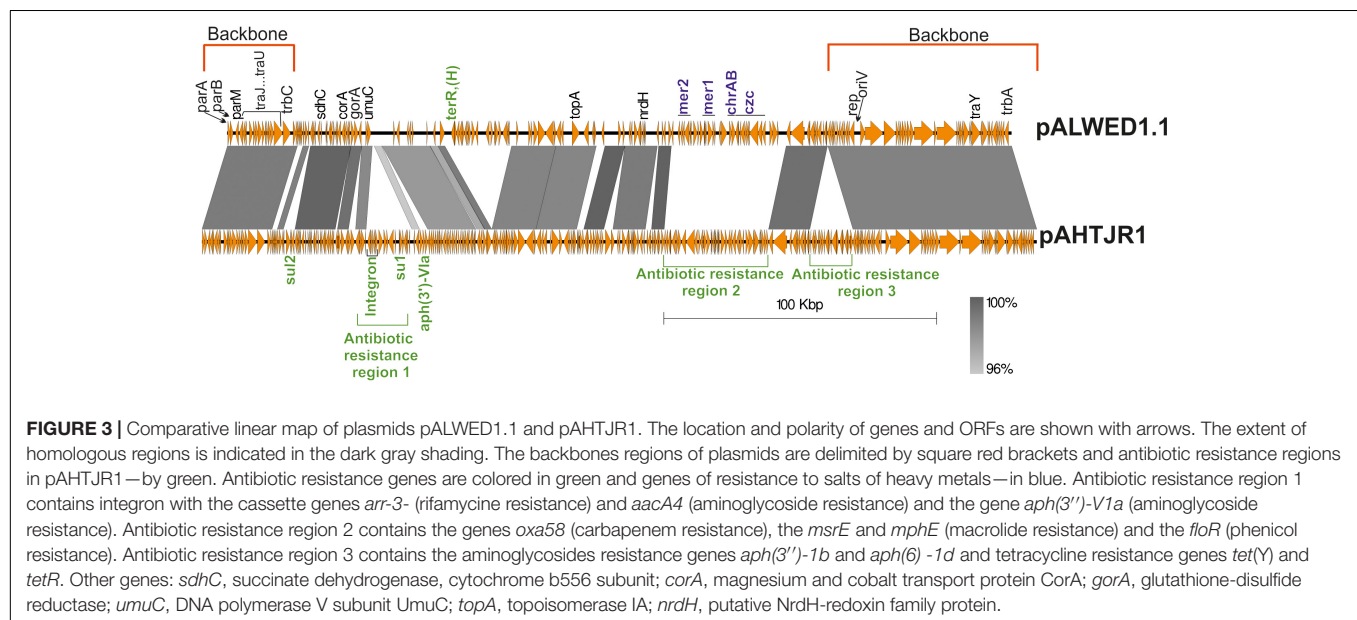 Backbone
Backbone
parA
parB
parM
traJ...traU
trbC
sdhC
corA
gorA
umuC
terR,(H)
topA
nrdH
mer2
mer1
chrAB
czc
rep
oriV
traY
trbA
pALWED1.1
pAHTJR1
sul2
Integron
su1
aph(3')-VIa
Antibiotic
resistance
region 1
Antibiotic resistance
region 2
Antibiotic resistance
region 3
100 Kbp
100%
96%
FIGURE 3 | Comparative linear map of plasmids pALWED1.1 and pAHTJR1. The location and polarity of genes and ORFs are shown with arrows. The extent of
homologous regions is indicated in the dark gray shading. The backbones regions of plasmids are delimited by square red brackets and antibiotic resistance regions
in pAHTJR1—by green. Antibiotic resistance genes are colored in green and genes of resistance to salts of heavy metals—in blue. Antibiotic resistance region 1
contains integron with the cassette genes arr-3- (rifamycine resistance) and aacA4 (aminoglycoside resistance) and the gene aph(3′′)-V1a (aminoglycoside
resistance). Antibiotic resistance region 2 contains the genes oxa58 (carbapenem resistance), the msrE and mphE (macrolide resistance) and the floR (phenicol
resistance). Antibiotic resistance region 3 contains the aminoglycosides resistance genes aph(3′′)-1b and aph(6) -1d and tetracycline resistance genes tet(Y) and
tetR. Other genes: sdhC, succinate dehydrogenase, cytochrome b556 subunit; corA, magnesium and cobalt transport protein CorA; gorA, glutathione-disulfide
reductase; umuC, DNA polymerase V subunit UmuC; topA, topoisomerase IA; nrdH, putative NrdH-redoxin family protein.